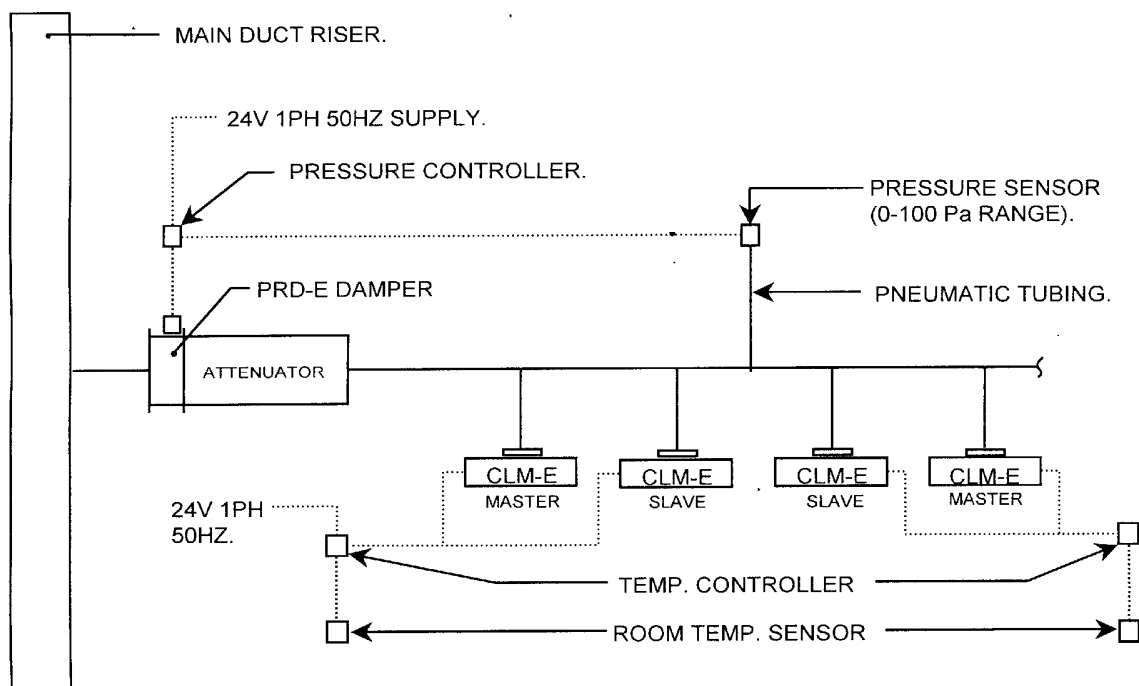 MAIN DUCT RISER.
24V 1PH 50HZ SUPPLY.
PRESSURE CONTROLLER.
PRESSURE SENSOR
(0-100 Pa RANGE).
PRD-E DAMPER
PNEUMATIC TUBING.
ATTENUATOR
CLM-E
MASTER
CLM-E
SLAVE
CLM-E
SLAVE
CLM-E
MASTER
24V 1PH
50HZ.
TEMP. CONTROLLER
ROOM TEMP. SENSOR